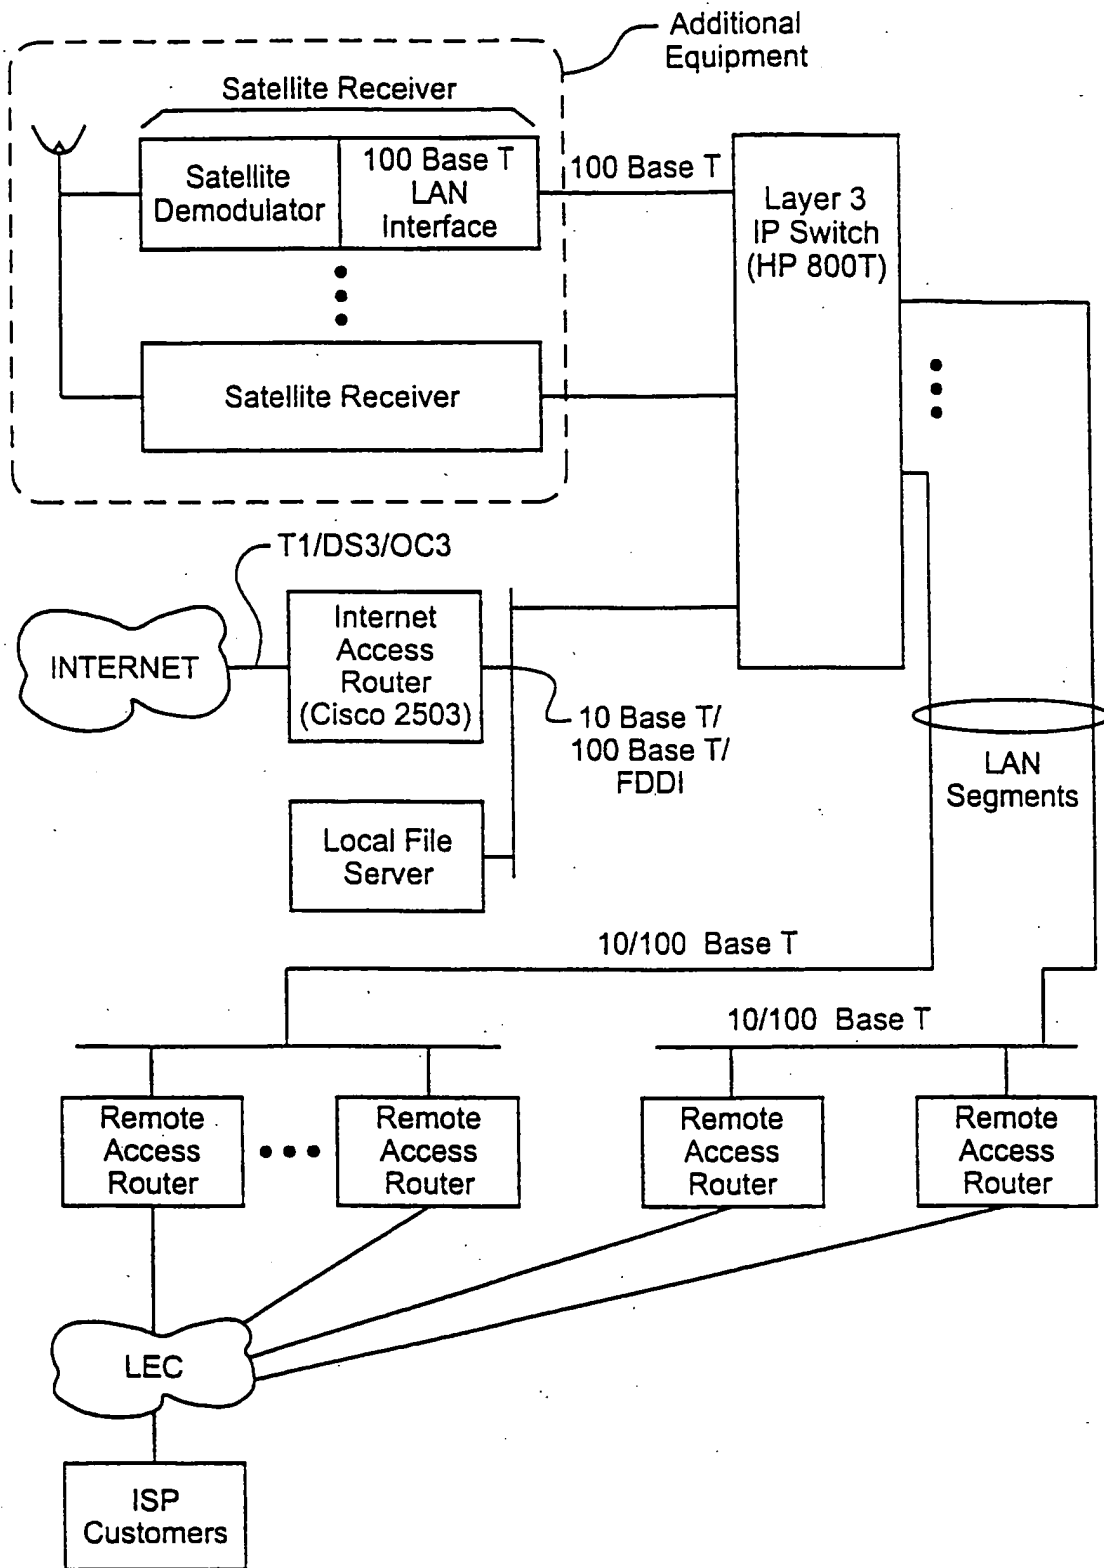 Additional
Equipment
Satellite Receiver
Satellite
Demodulator
100 Base T
LAN
Interface
100 Base T
Layer 3
IP Switch
(HP 800T)
Satellite Receiver
T1/DS3/OC3
INTERNET
Internet
Access
Router
(Cisco 2503)
10 Base T/
100 Base T/
FDDI
LAN
Segments
Local File
Server
10/100 Base T
10/100 Base T
Remote
Access
Router
Remote
Access
Router
Remote
Access
Router
Remote
Access
Router
LEC
ISP
Customers